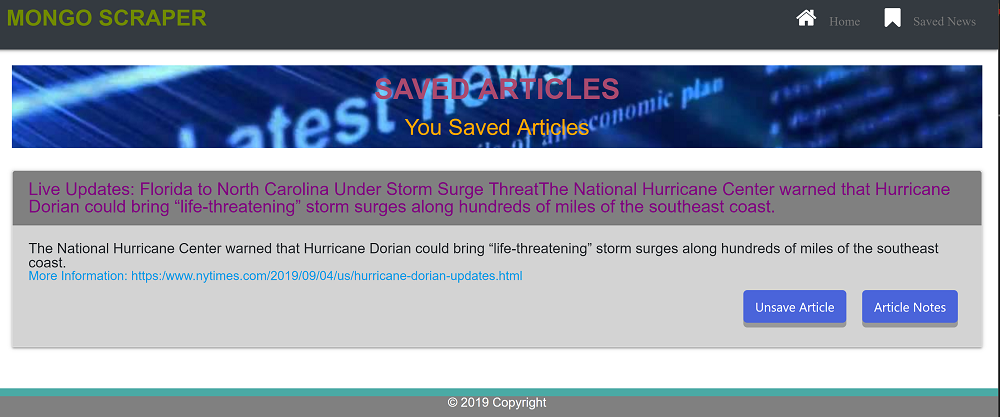 MONGO SCRAPER
Home
Saved News
Latest news
economic plan
SAVED ARTICLES
You Saved Articles
Live Updates: Florida to North Carolina Under Storm Surge ThreatThe National Hurricane Center warned that Hurricane
Dorian could bring “life-threatening” storm surges along hundreds of miles of the southeast coast.
The National Hurricane Center warned that Hurricane Dorian could bring “life-threatening” storm surges along hundreds of miles of the southeast
coast.
More Information: https:/www.nytimes.com/2019/09/04/us/hurricane-dorian-updates.html
Unsave Article
Article Notes
© 2019 Copyright